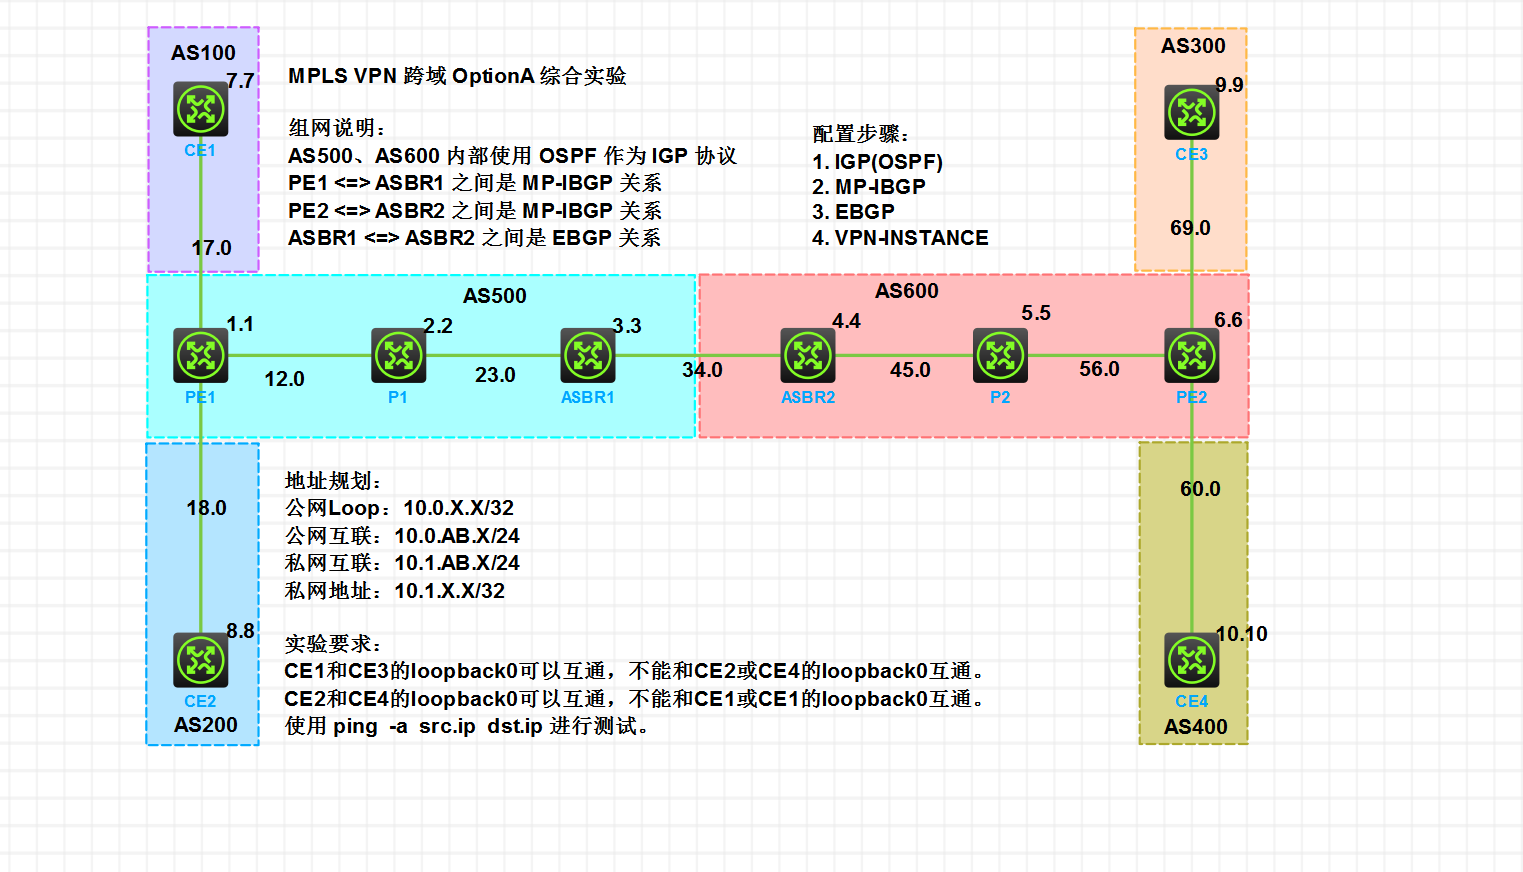 AS100
7.7
CE1
17.0
MPLS VPN 跨域 OptionA 综合实验
组网说明：
AS500、AS600 内部使用 OSPF 作为 IGP 协议
PE1 <=> ASBR1 之间是 MP-IBGP 关系
PE2 <=> ASBR2 之间是 MP-IBGP 关系
ASBR1 <=> ASBR2 之间是 EBGP 关系
配置步骤：
1. IGP(OSPF)
2. MP-IBGP
3. EBGP
4. VPN-INSTANCE
AS300
9.9
CE3
69.0
AS500
1.1
PE1
12.0
2.2
P1
23.0
3.3
ASBR1
34.0
AS600
4.4
ASBR2
45.0
5.5
P2
56.0
6.6
PE2
18.0
8.8
CE2
AS200
地址规划：
公网Loop：10.0.X.X/32
公网互联：10.0.AB.X/24
私网互联：10.1.AB.X/24
私网地址：10.1.X.X/32
实验要求：
CE1和CE3的loopback0可以互通，不能和CE2或CE4的loopback0互通。
CE2和CE4的loopback0可以互通，不能和CE1或CE1的loopback0互通。
使用 ping -a src.ip dst.ip 进行测试。
60.0
10.10
CE4
AS400